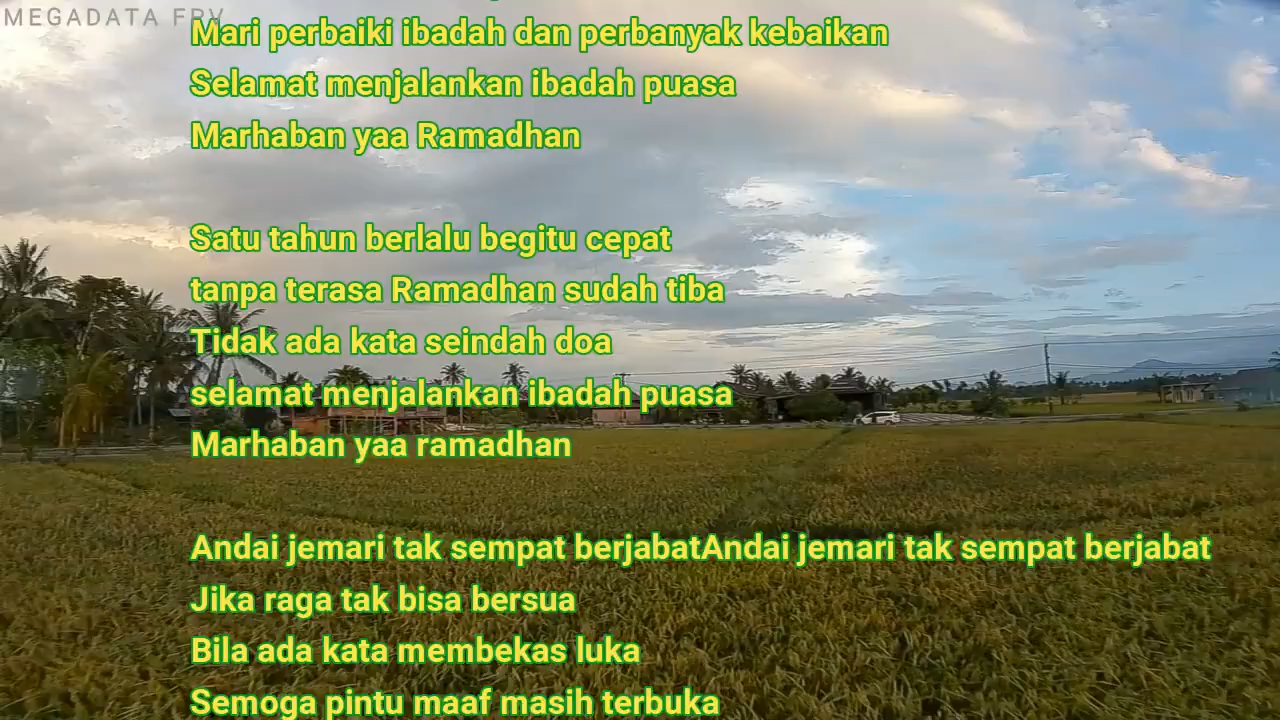 MEGADATA FPV
Mari perbaiki ibadah dan perbanyak kebaikan
Selamat menjalankan ibadah puasa
Marhaban yaa Ramadhan
Satu tahun berlalu begitu cepat
tanpa terasa Ramadhan sudah tiba
Tidak ada kata seindah doa
selamat menjalankan ibadah puasa
Marhaban yaa ramadhan
Andai jemari tak sempat berjabatAndai jemari tak sempat berjabat
Jika raga tak bisa bersua
Bila ada kata membekas luka
Semoga pintu maaf masih terbuka